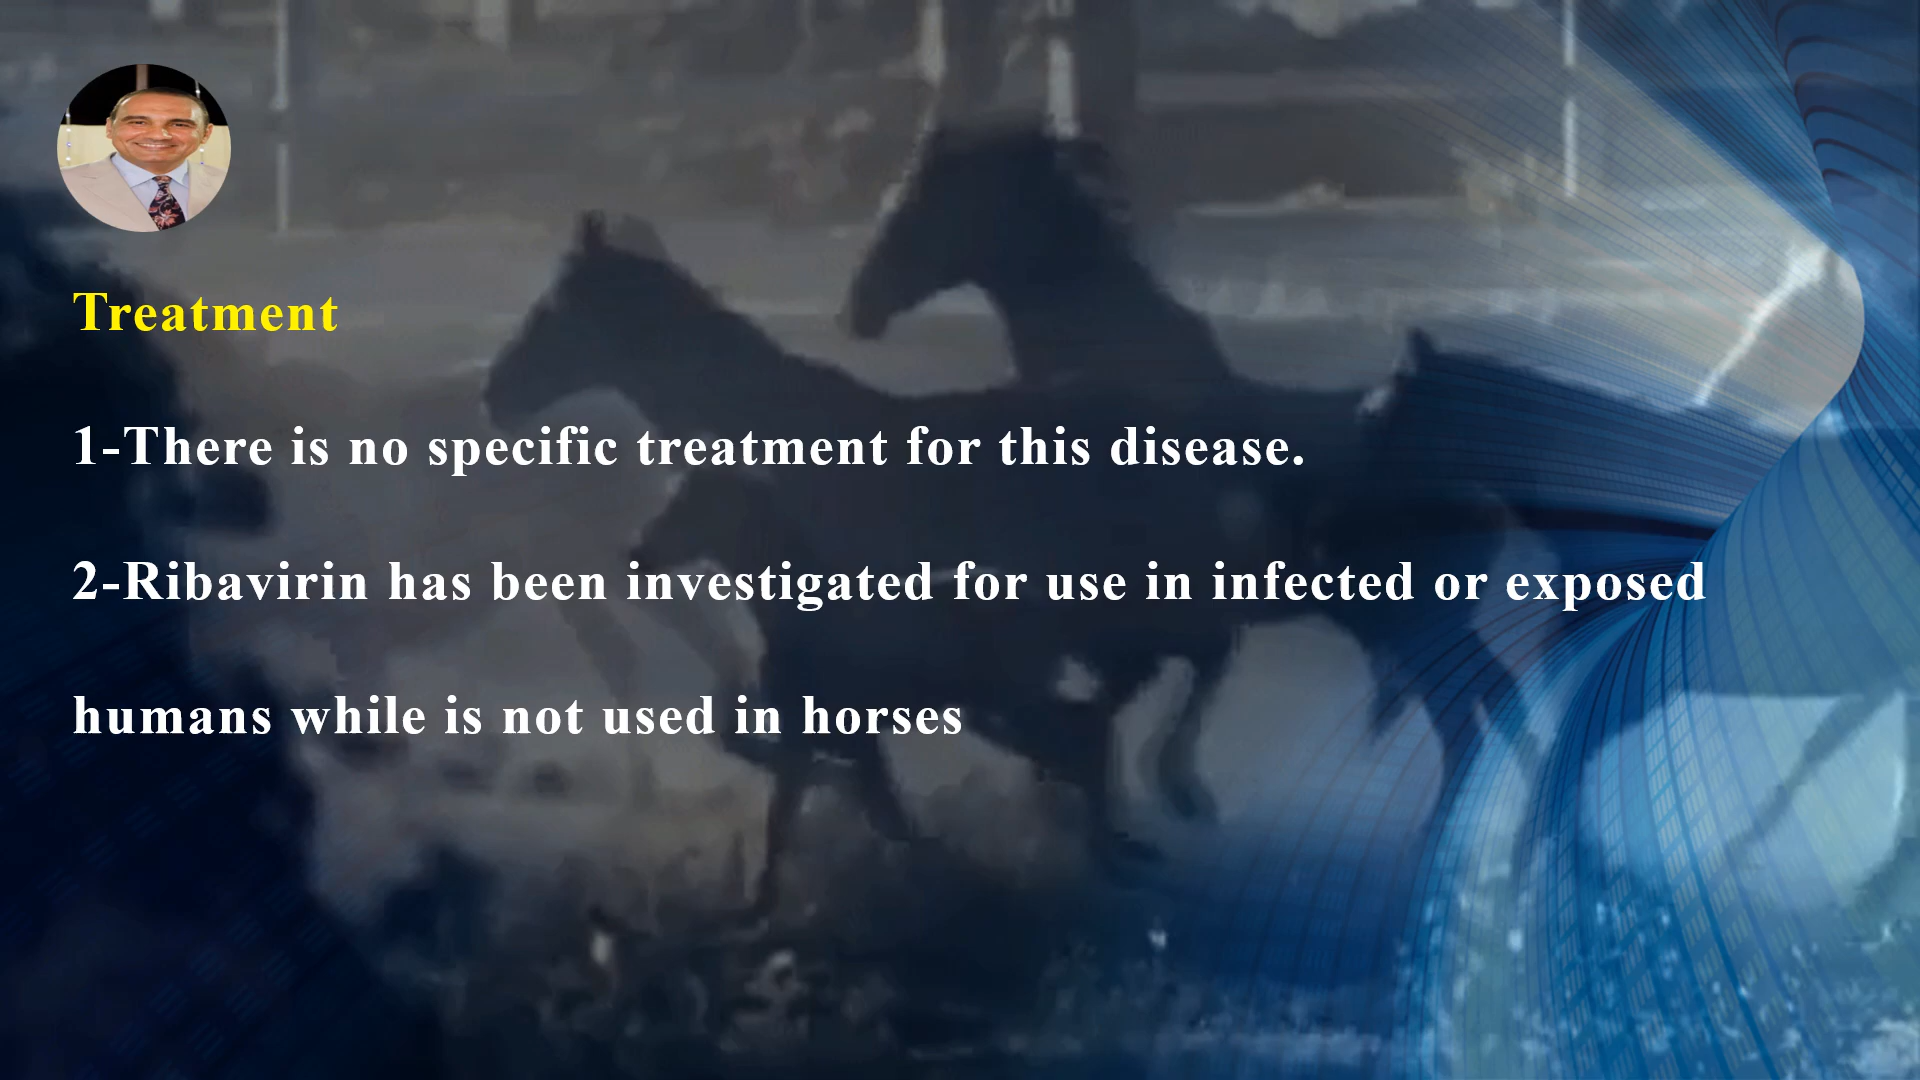 Treatment
1-There is no specific treatment for this disease.
2-Ribavirin has been investigated for use in infected or exposed
humans while is not used in horses